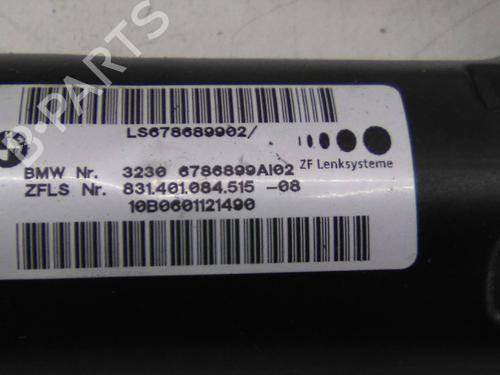 B-PARTS
LS678689902/
BMW Nr. 3230 6786899AI02
ZFLS Nr. 831.401.084.515 -08
10B0601121490
ZF Lenksysteme